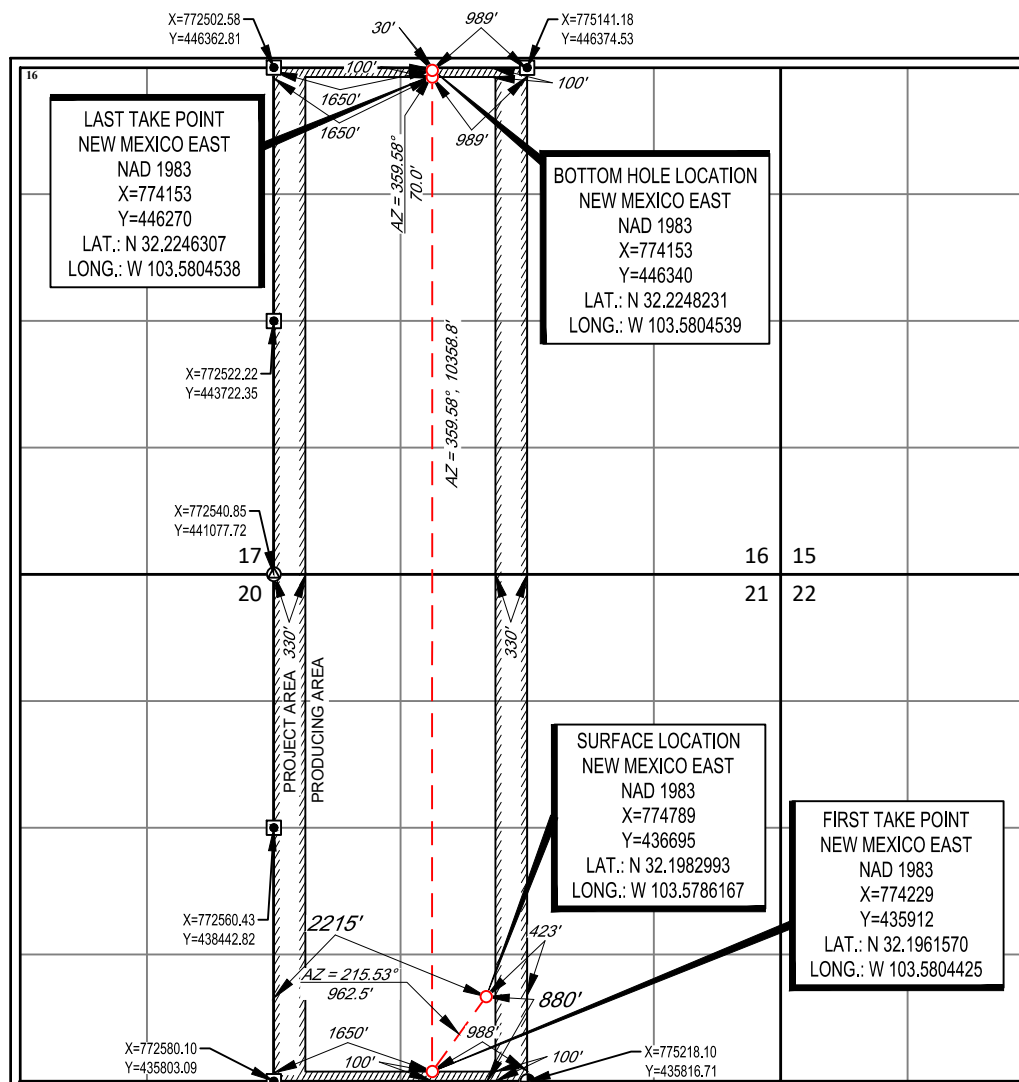 X=772502.58
Y=446362.81
30'
989'
X=775141.18
Y=446374.53
16
100'
100'
1650'
1650'
989'
LAST TAKE POINT
NEW MEXICO EAST
NAD 1983
X=774153
Y=446270
LAT.: N 32.2246307
LONG.: W 103.5804538
AZ = 359.58°
70.0'
BOTTOM HOLE LOCATION
NEW MEXICO EAST
NAD 1983
X=774153
Y=446340
LAT.: N 32.2248231
LONG.: W 103.5804539
X=772522.22
Y=443722.35
AZ = 359.58°, 10358.8'
X=772540.85
Y=441077.72
17
16
15
20
21
22
330'
330'
PROJECT AREA
PRODUCING AREA
SURFACE LOCATION
NEW MEXICO EAST
NAD 1983
X=774789
Y=436695
LAT.: N 32.1982993
LONG.: W 103.5786167
FIRST TAKE POINT
NEW MEXICO EAST
NAD 1983
X=774229
Y=435912
LAT.: N 32.1961570
LONG.: W 103.5804425
X=772560.43
Y=438442.82
2215'
423'
AZ = 215.53°
962.5'
880'
X=772580.10
Y=435803.09
1650'
988'
100'
100'
X=775218.10
Y=435816.71